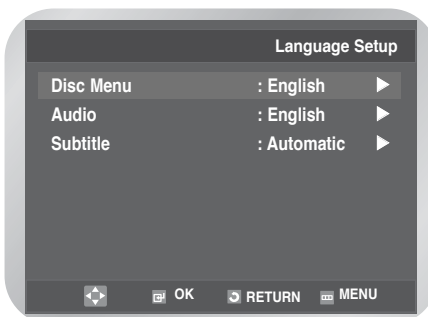 Language Setup
Disc Menu : English ►
Audio : English ►
Subtitle : Automatic ►
OK RETURN MENU